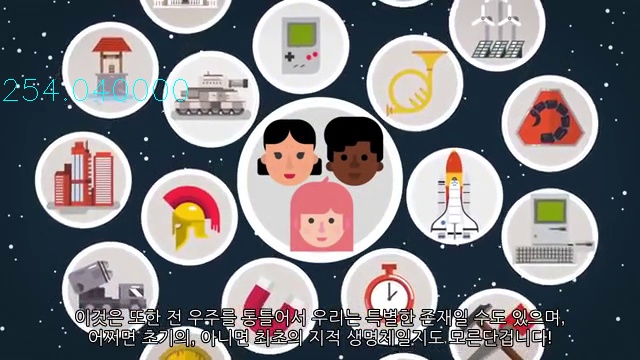 254.040000
이것은 또한 전 우주를 통틀어서 우리는 특별한 존재일 수도 있으며,
어쩌면 초기의, 아니면 최초의 지적 생명체일지도 모른단겁니다!